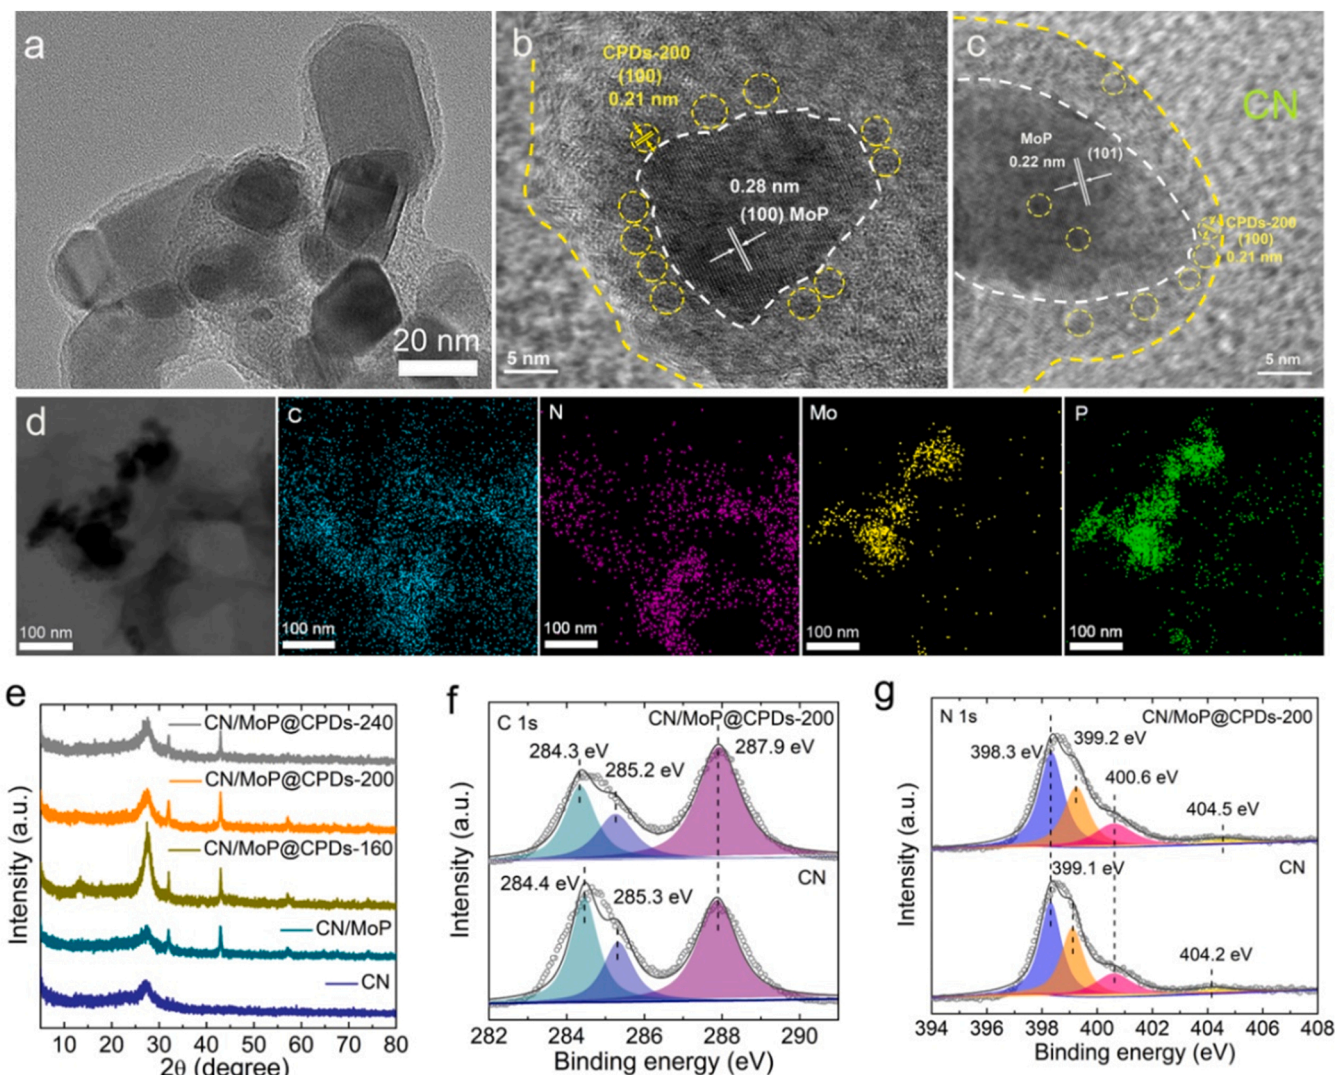 a
20 nm
b
CPDs-200
(100)
0.21 nm
0.28 nm
(100) MoP
5 nm
c
CN
MoP
0.22 nm
(101)
CPDs-200
(100)
0.21 nm
5 nm
d
100 nm
C
100 nm
N
100 nm
Mo
100 nm
P
100 nm
e
CN/MoP@CPDs-240
CN/MoP@CPDs-200
CN/MoP@CPDs-160
CN/MoP
CN
Intensity (a.u.)
10 20 30 40 50 60 70 80
2θ (degree)
f
C 1s
CN/MoP@CPDs-200
284.3 eV
285.2 eV
287.9 eV
CN
284.4 eV
285.3 eV
Intensity (a.u.)
282 284 286 288 290
Binding energy (eV)
g
N 1s
CN/MoP@CPDs-200
398.3 eV
399.2 eV
400.6 eV
404.5 eV
399.1 eV
CN
404.2 eV
Intensity (a.u.)
394 396 398 400 402 404 406 408
Binding energy (eV)